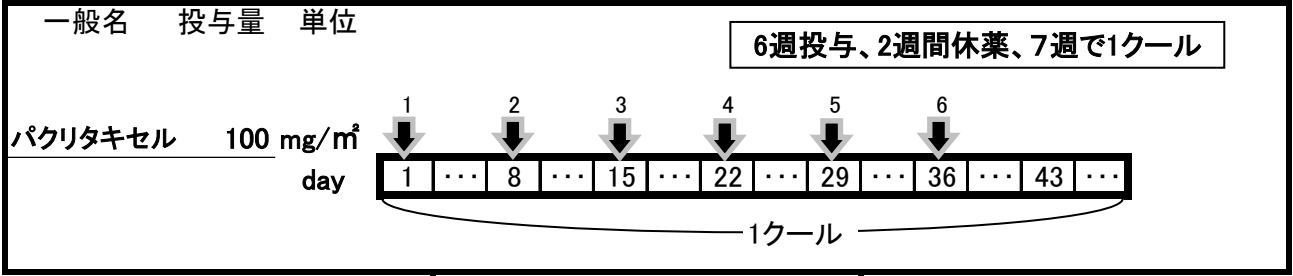 一般名 投与量 単位
6週投与、2週間休薬、7週で1クール
1 2 3 4 5 6
パクリタキセル 100 mg/㎡
day 1 ・・・ 8 ・・・ 15 ・・・ 22 ・・・ 29 ・・・ 36 ・・・ 43 ・・・
1クール